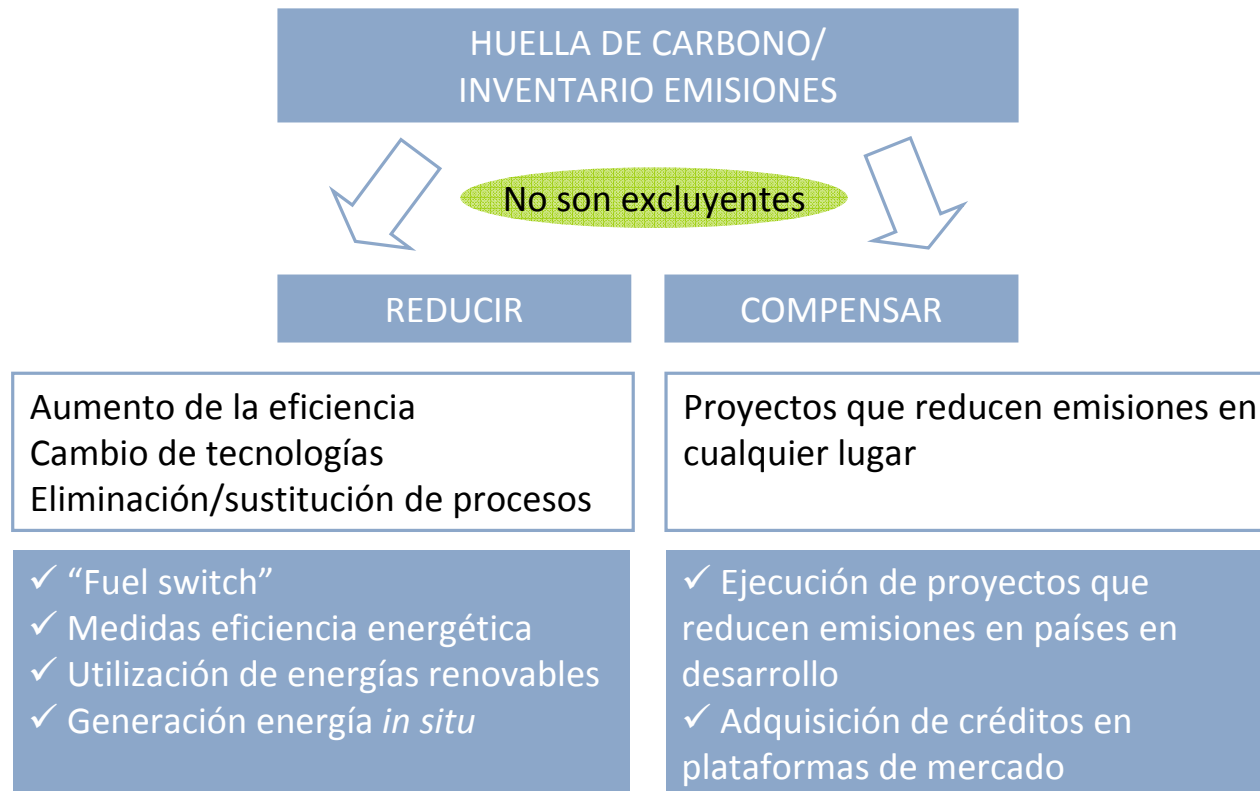 HUELLA DE CARBONO/
INVENTARIO EMISIONES
No son excluyentes
REDUCIR
COMPENSAR
Aumento de la eficiencia
Cambio de tecnologías
Eliminación/sustitución de procesos
Proyectos que reducen emisiones en
cualquier lugar
✓ “Fuel switch”
✓ Medidas eficiencia energética
✓ Utilización de energías renovables
✓ Generación energía in situ
✓ Ejecución de proyectos que
reducen emisiones en países en
desarrollo
✓ Adquisición de créditos en
plataformas de mercado